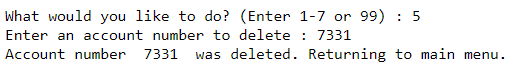 What would you like to do? (Enter 1-7 or 99) : 5
Enter an account number to delete : 7331
Account number  7331  was deleted. Returning to main menu.